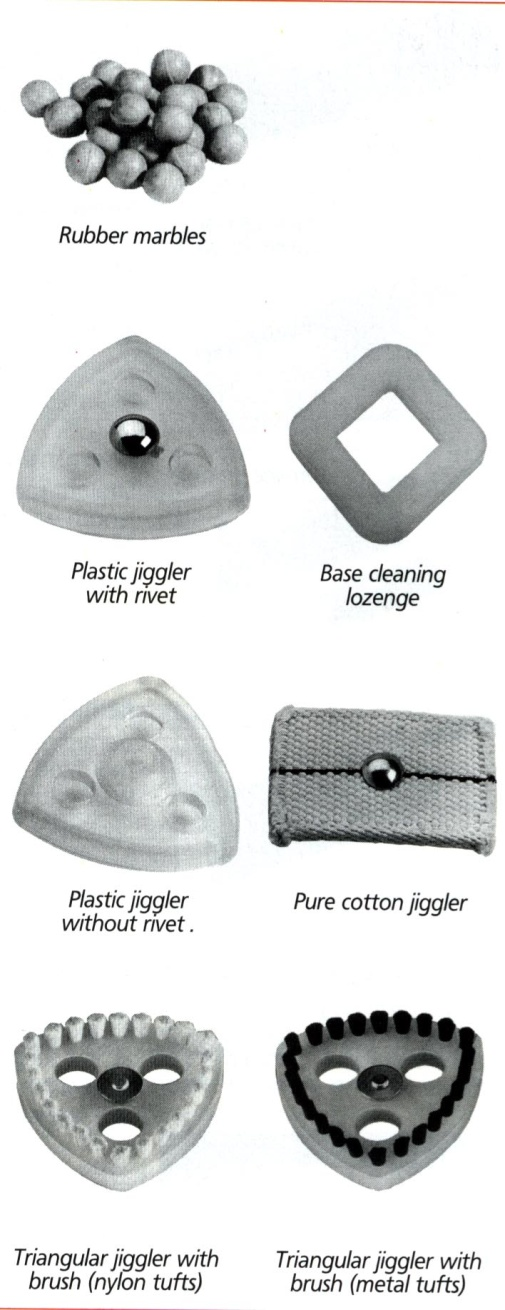 Rubber marbles
Plastic jiggler
with rivet
Base cleaning
lozenge
Plastic jiggler
without rivet .
Pure cotton jiggler
Triangular jiggler with
brush (nylon tufts)
Triangular jiggler with
brush (metal tufts)